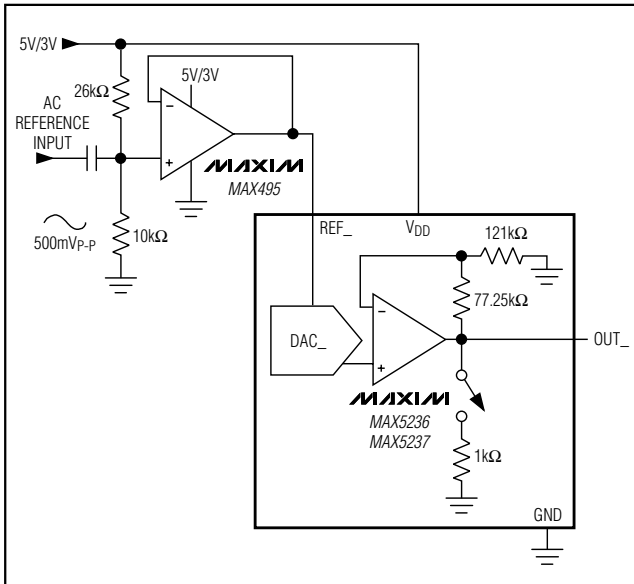 5V/3V
26kΩ
5V/3V
AC
REFERENCE
INPUT
−
+
MAXIM
MAX495
500mVP-P
10kΩ
REF_
VDD
121kΩ
77.25kΩ
DAC_
−
+
OUT_
MAXIM
MAX5236
MAX5237
1kΩ
GND